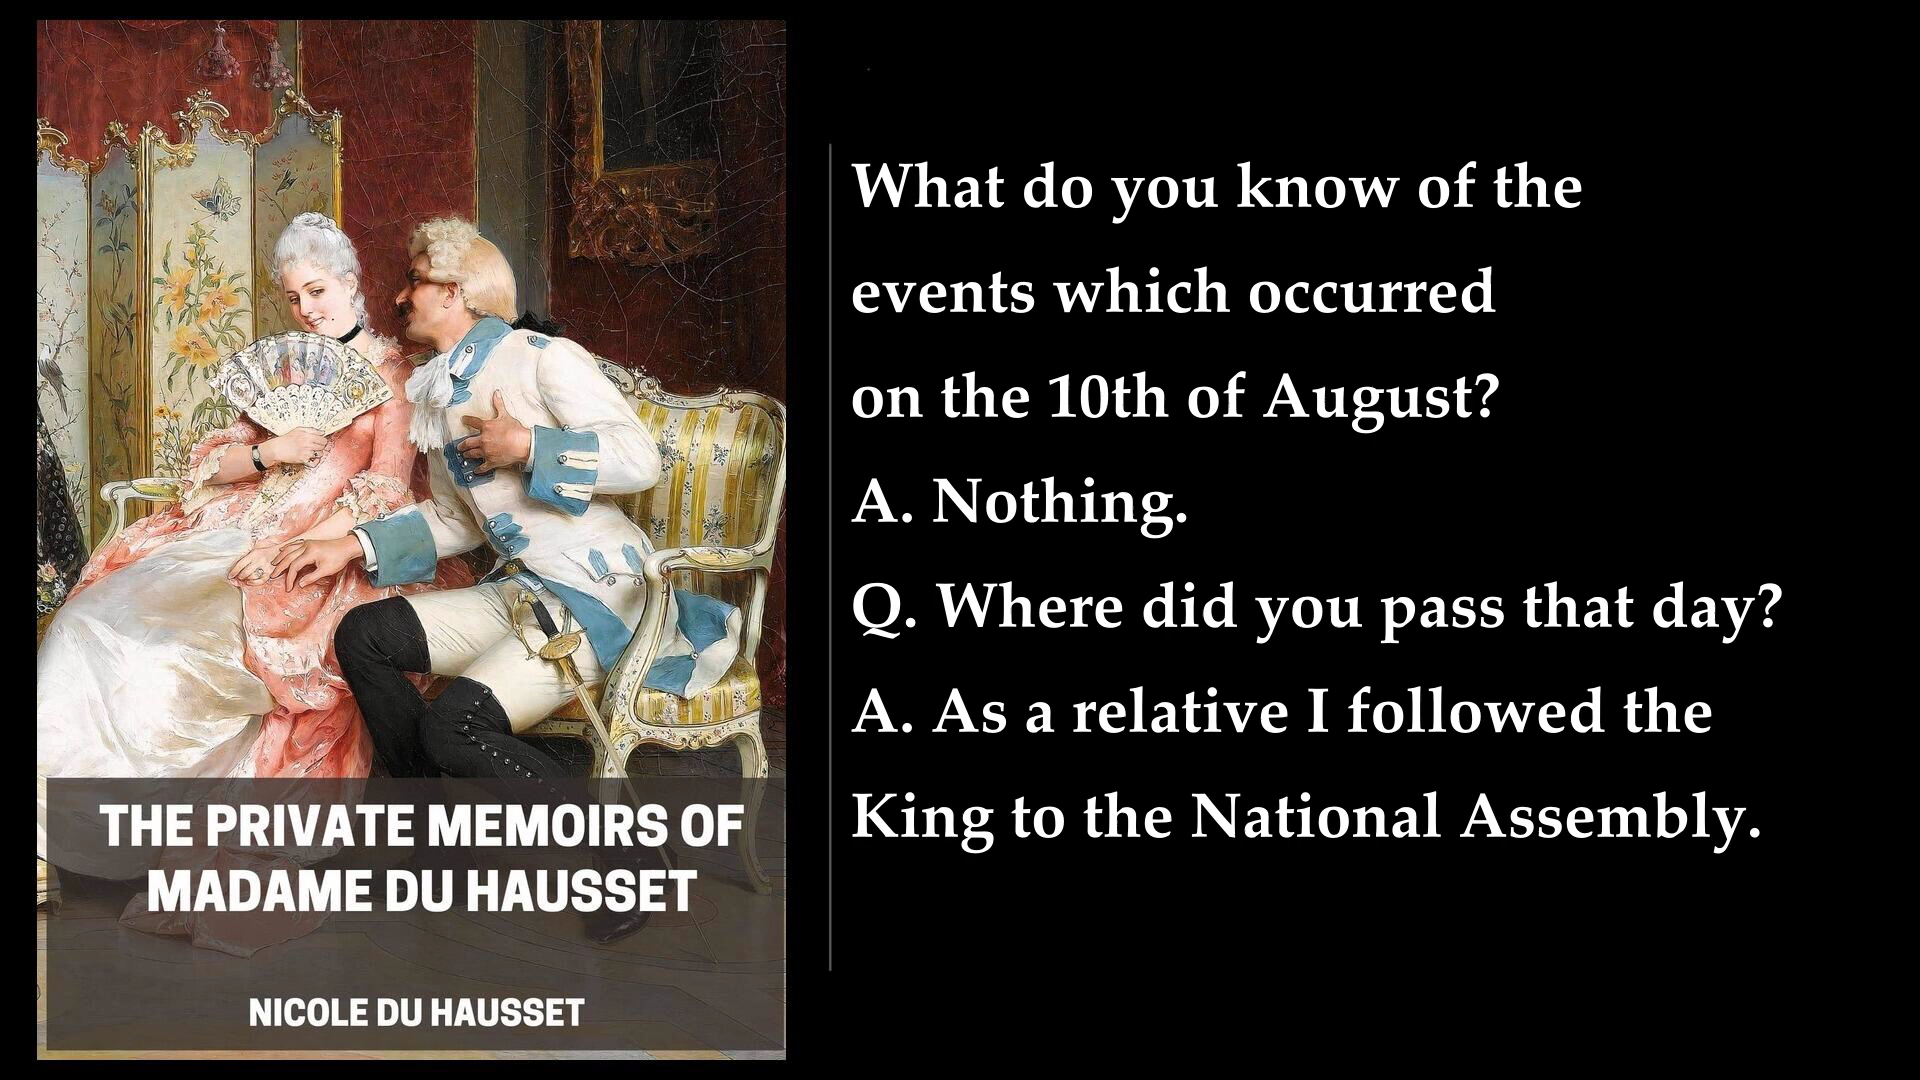 THE PRIVATE MEMOIRS OF
MADAME DU HAUSSET
NICOLE DU HAUSSET
What do you know of the
events which occurred
on the 10th of August?
A. Nothing.
Q. Where did you pass that day?
A. As a relative I followed the
King to the National Assembly.